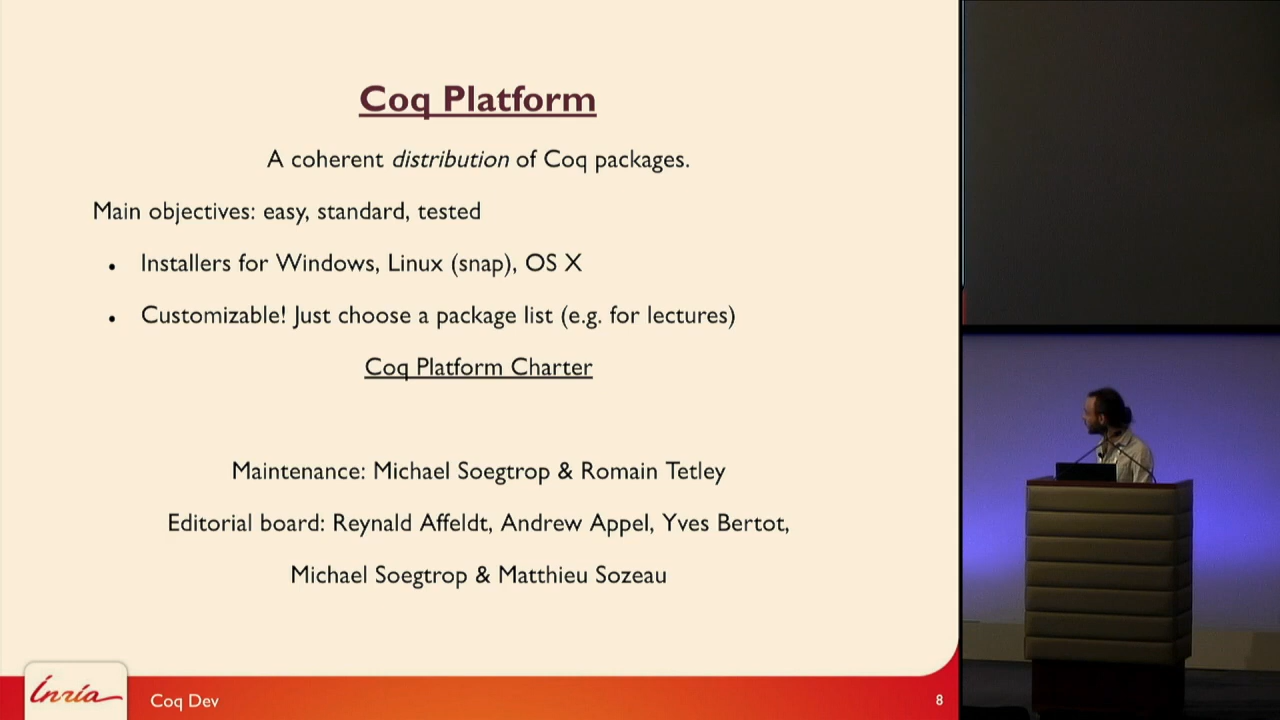 Coq Platform
A coherent distribution of Coq packages.
Main objectives: easy, standard, tested
• Installers for Windows, Linux (snap), OS X
• Customizable! Just choose a package list (e.g. for lectures)
Coq Platform Charter
Maintenance: Michael Soegtrop & Romain Tetley
Editorial board: Reynald Affeldt, Andrew Appel, Yves Bertot,
Michael Soegtrop & Matthieu Sozeau
Inria
Coq Dev
8